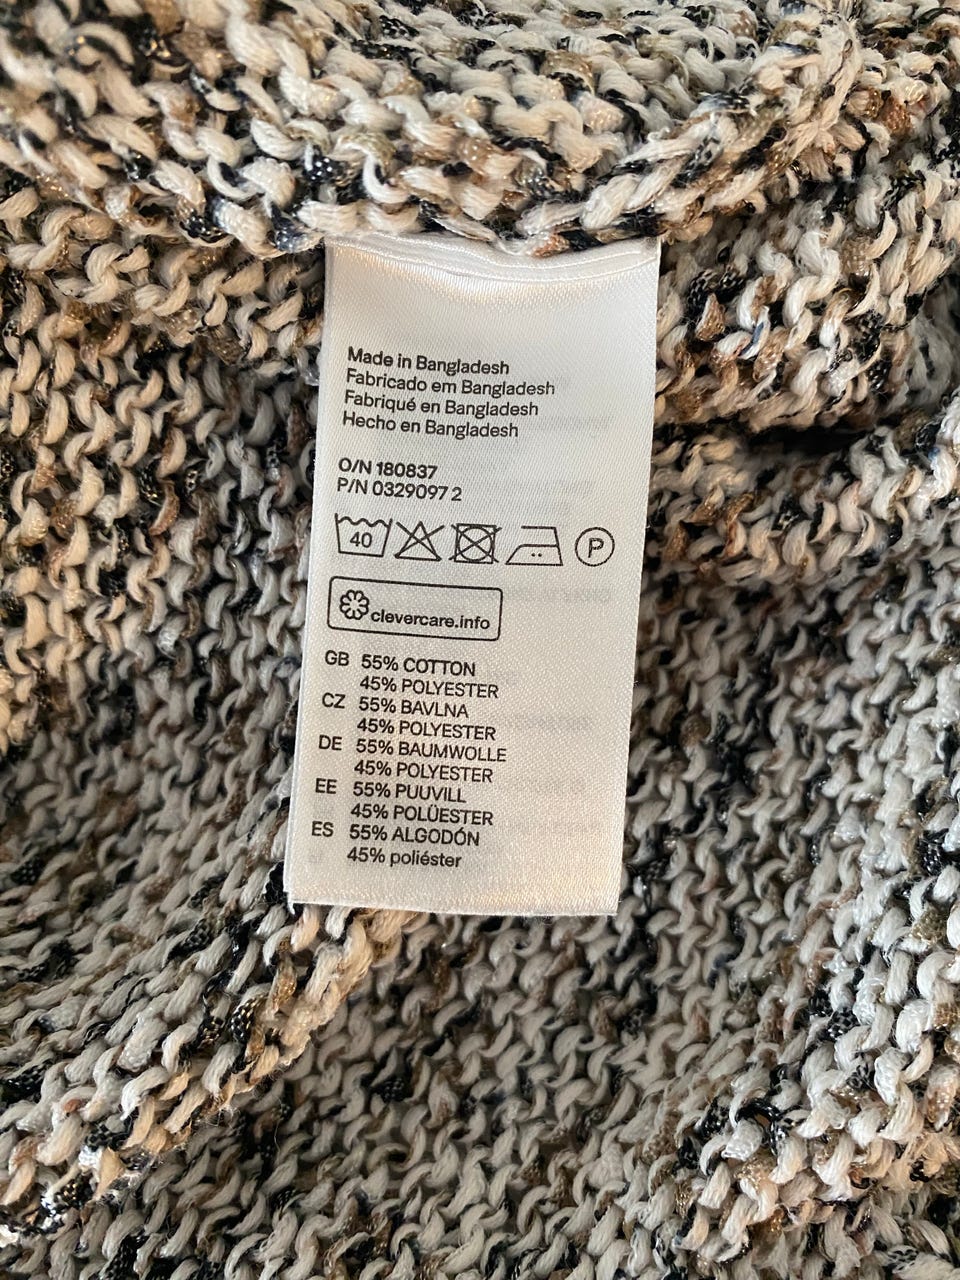 Made in Bangladesh
Fabricado em Bangladesh
Fabriqué en Bangladesh
Hecho en Bangladesh
O/N 180837
P/N 0329097 2
40 P
clevercare.info
GB 55% COTTON
45% POLYESTER
CZ 55% BAVLNA
45% POLYESTER
DE 55% BAUMWOLLE
45% POLYESTER
EE 55% PUUVILL
45% POLÜESTER
ES 55% ALGODÓN
45% poliéster